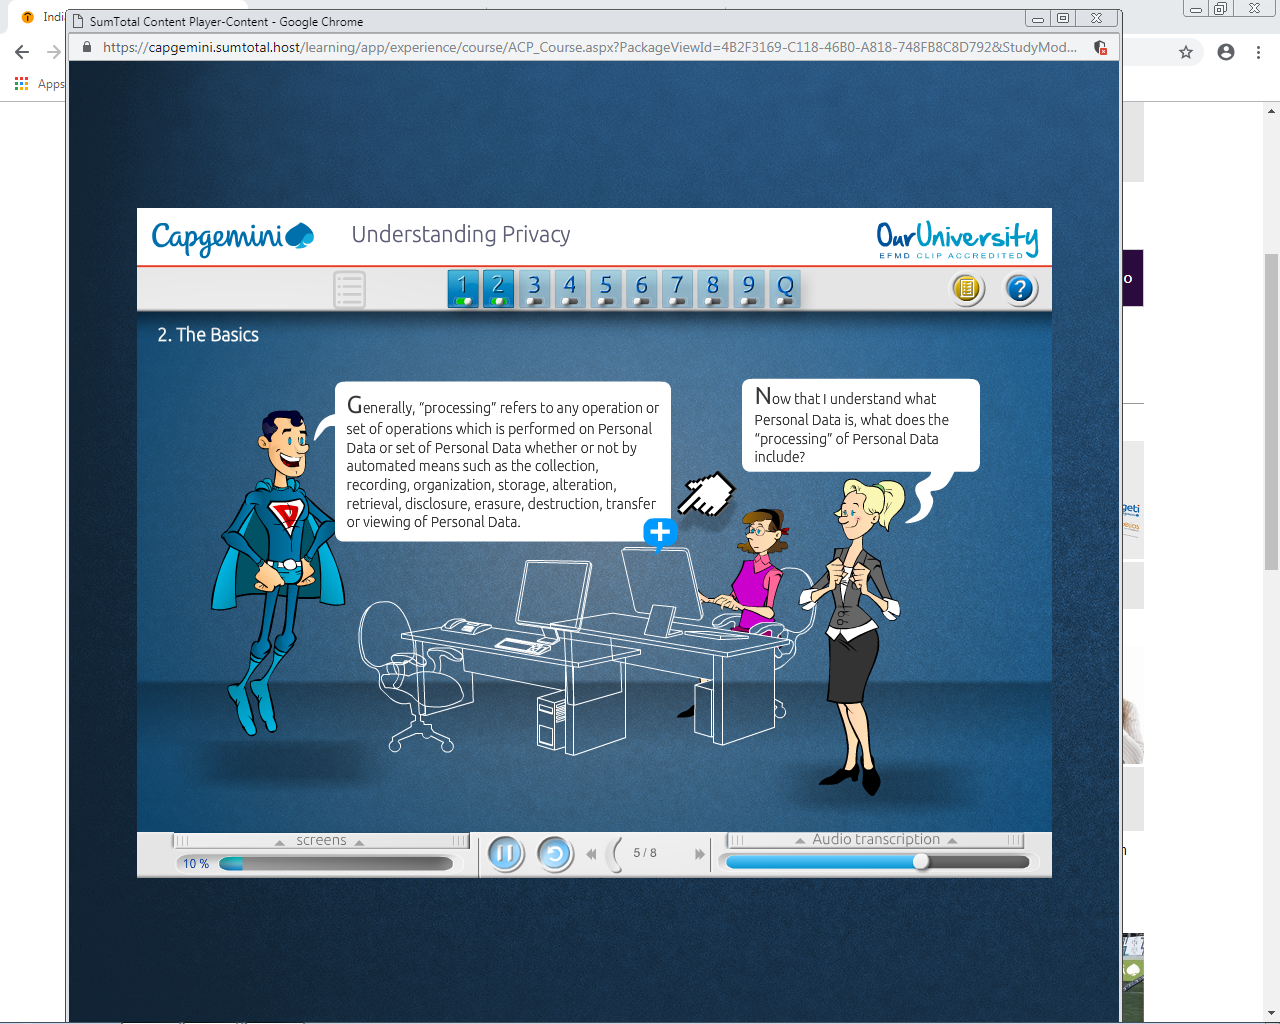 Indi
SumTotal Content Player-Content - Google Chrome
https://capgemini.sumtotal.host/learning/app/experience/course/ACP_Course.aspx?PackageViewId=4B2F3169-C118-46B0-A818-748FB8C8D792&StudyMod...
Apps
Capgemini
Understanding Privacy
OurUniversity
EFMD CLIP ACCREDITED
1 2 3 4 5 6 7 8 9 Q
?
2. The Basics
Generally, “processing” refers to any operation or
set of operations which is performed on Personal
Data or set of Personal Data whether or not by
automated means such as the collection,
recording, organization, storage, alteration,
retrieval, disclosure, erasure, destruction, transfer
or viewing of Personal Data.
Now that I understand what
Personal Data is, what does the
“processing” of Personal Data
include?
screens
10 %
5 / 8
Audio transcription
o
geti
n